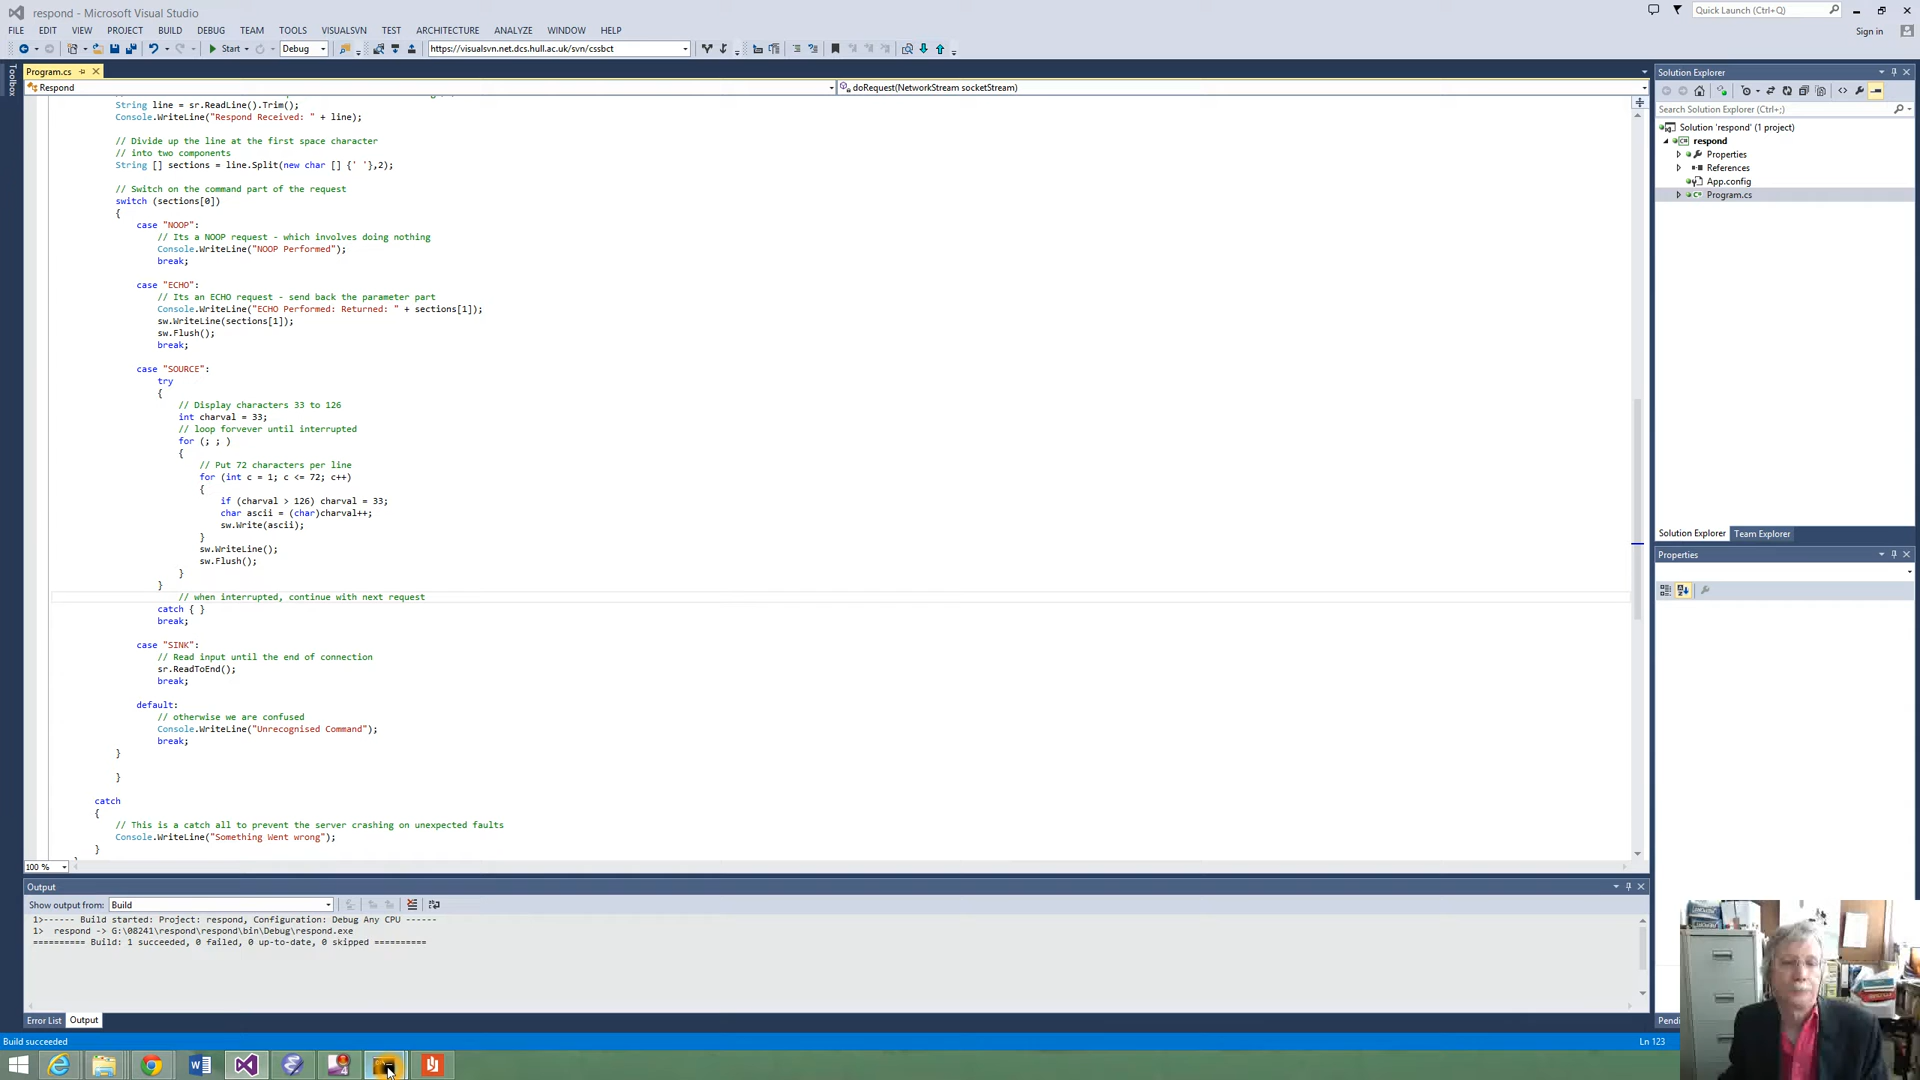 respond - Microsoft Visual Studio
Quick Launch (Ctrl+Q)
FILE EDIT VIEW PROJECT BUILD DEBUG TEAM TOOLS VISUALSVN TEST ARCHITECTURE ANALYZE WINDOW HELP
Sign in
Start Debug https://visualsvn.net.dcs.hull.ac.uk/svn/cssbct
Toolbox
Program.cs
Respond
doRequest(NetworkStream socketStream)
String line = sr.ReadLine().Trim();
Console.WriteLine("Respond Received: " + line);
// Divide up the line at the first space character
// into two components
String [] sections = line.Split(new char [] {' '},2);
// Switch on the command part of the request
switch (sections[0])
{
case "NOOP":
// Its a NOOP request - which involves doing nothing
Console.WriteLine("NOOP Performed");
break;
case "ECHO":
// Its an ECHO request - send back the parameter part
Console.WriteLine("ECHO Performed: Returned: " + sections[1]);
sw.WriteLine(sections[1]);
sw.Flush();
break;
case "SOURCE":
try
{
// Display characters 33 to 126
int charval = 33;
// loop forvever until interrupted
for (; ; )
{
// Put 72 characters per line
for (int c = 1; c <= 72; c++)
{
if (charval > 126) charval = 33;
char ascii = (char)charval++;
sw.Write(ascii);
}
sw.WriteLine();
sw.Flush();
}
}
// when interrupted, continue with next request
catch { }
break;
case "SINK":
// Read input until the end of connection
sr.ReadToEnd();
break;
default:
// otherwise we are confused
Console.WriteLine("Unrecognised Command");
break;
}
}
catch
{
// This is a catch all to prevent the server crashing on unexpected faults
Console.WriteLine("Something Went wrong");
}
100 %
Solution Explorer
Search Solution Explorer (Ctrl+;)
Solution 'respond' (1 project)
respond
Properties
References
App.config
Program.cs
Solution Explorer Team Explorer
Properties
Output
Show output from: Build
1>------ Build started: Project: respond, Configuration: Debug Any CPU ------
1> respond -> G:\08241\respond\respond\bin\Debug\respond.exe
========== Build: 1 succeeded, 0 failed, 0 up-to-date, 0 skipped ==========
Error List Output
Pendi
Build succeeded
Ln 123